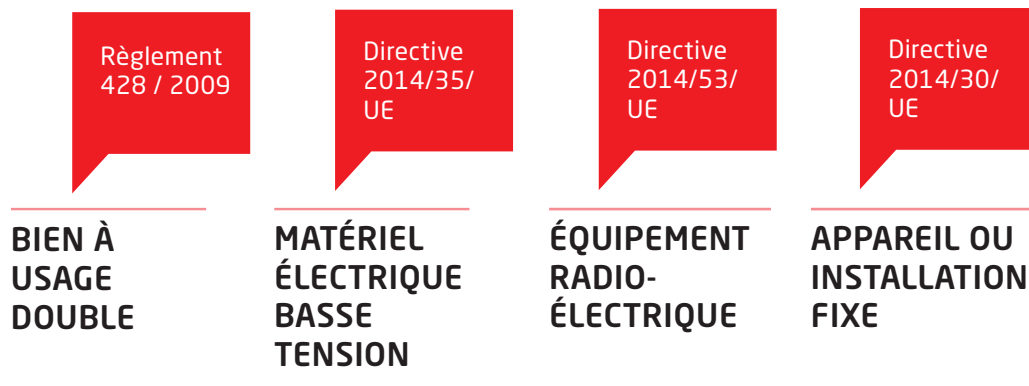 Règlement
428 / 2009
BIEN À
USAGE
DOUBLE
Directive
2014/35/
UE
MATÉRIEL
ÉLECTRIQUE
BASSE
TENSION
Directive
2014/53/
UE
ÉQUIPEMENT
RADIO-
ÉLECTRIQUE
Directive
2014/30/
UE
APPAREIL OU
INSTALLATION
FIXE